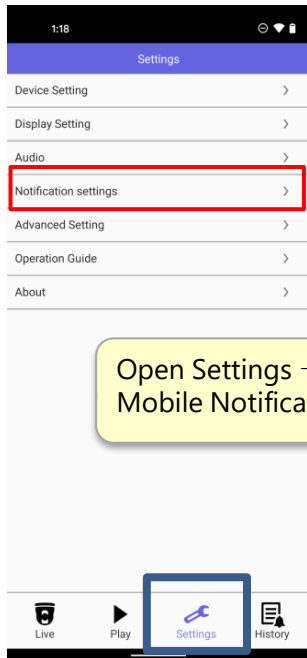 1:18
Settings
Device Setting
Display Setting
Audio
Notification settings
Advanced Setting
Operation Guide
About
Open Settings
Mobile Notifica
Live Play Settings History